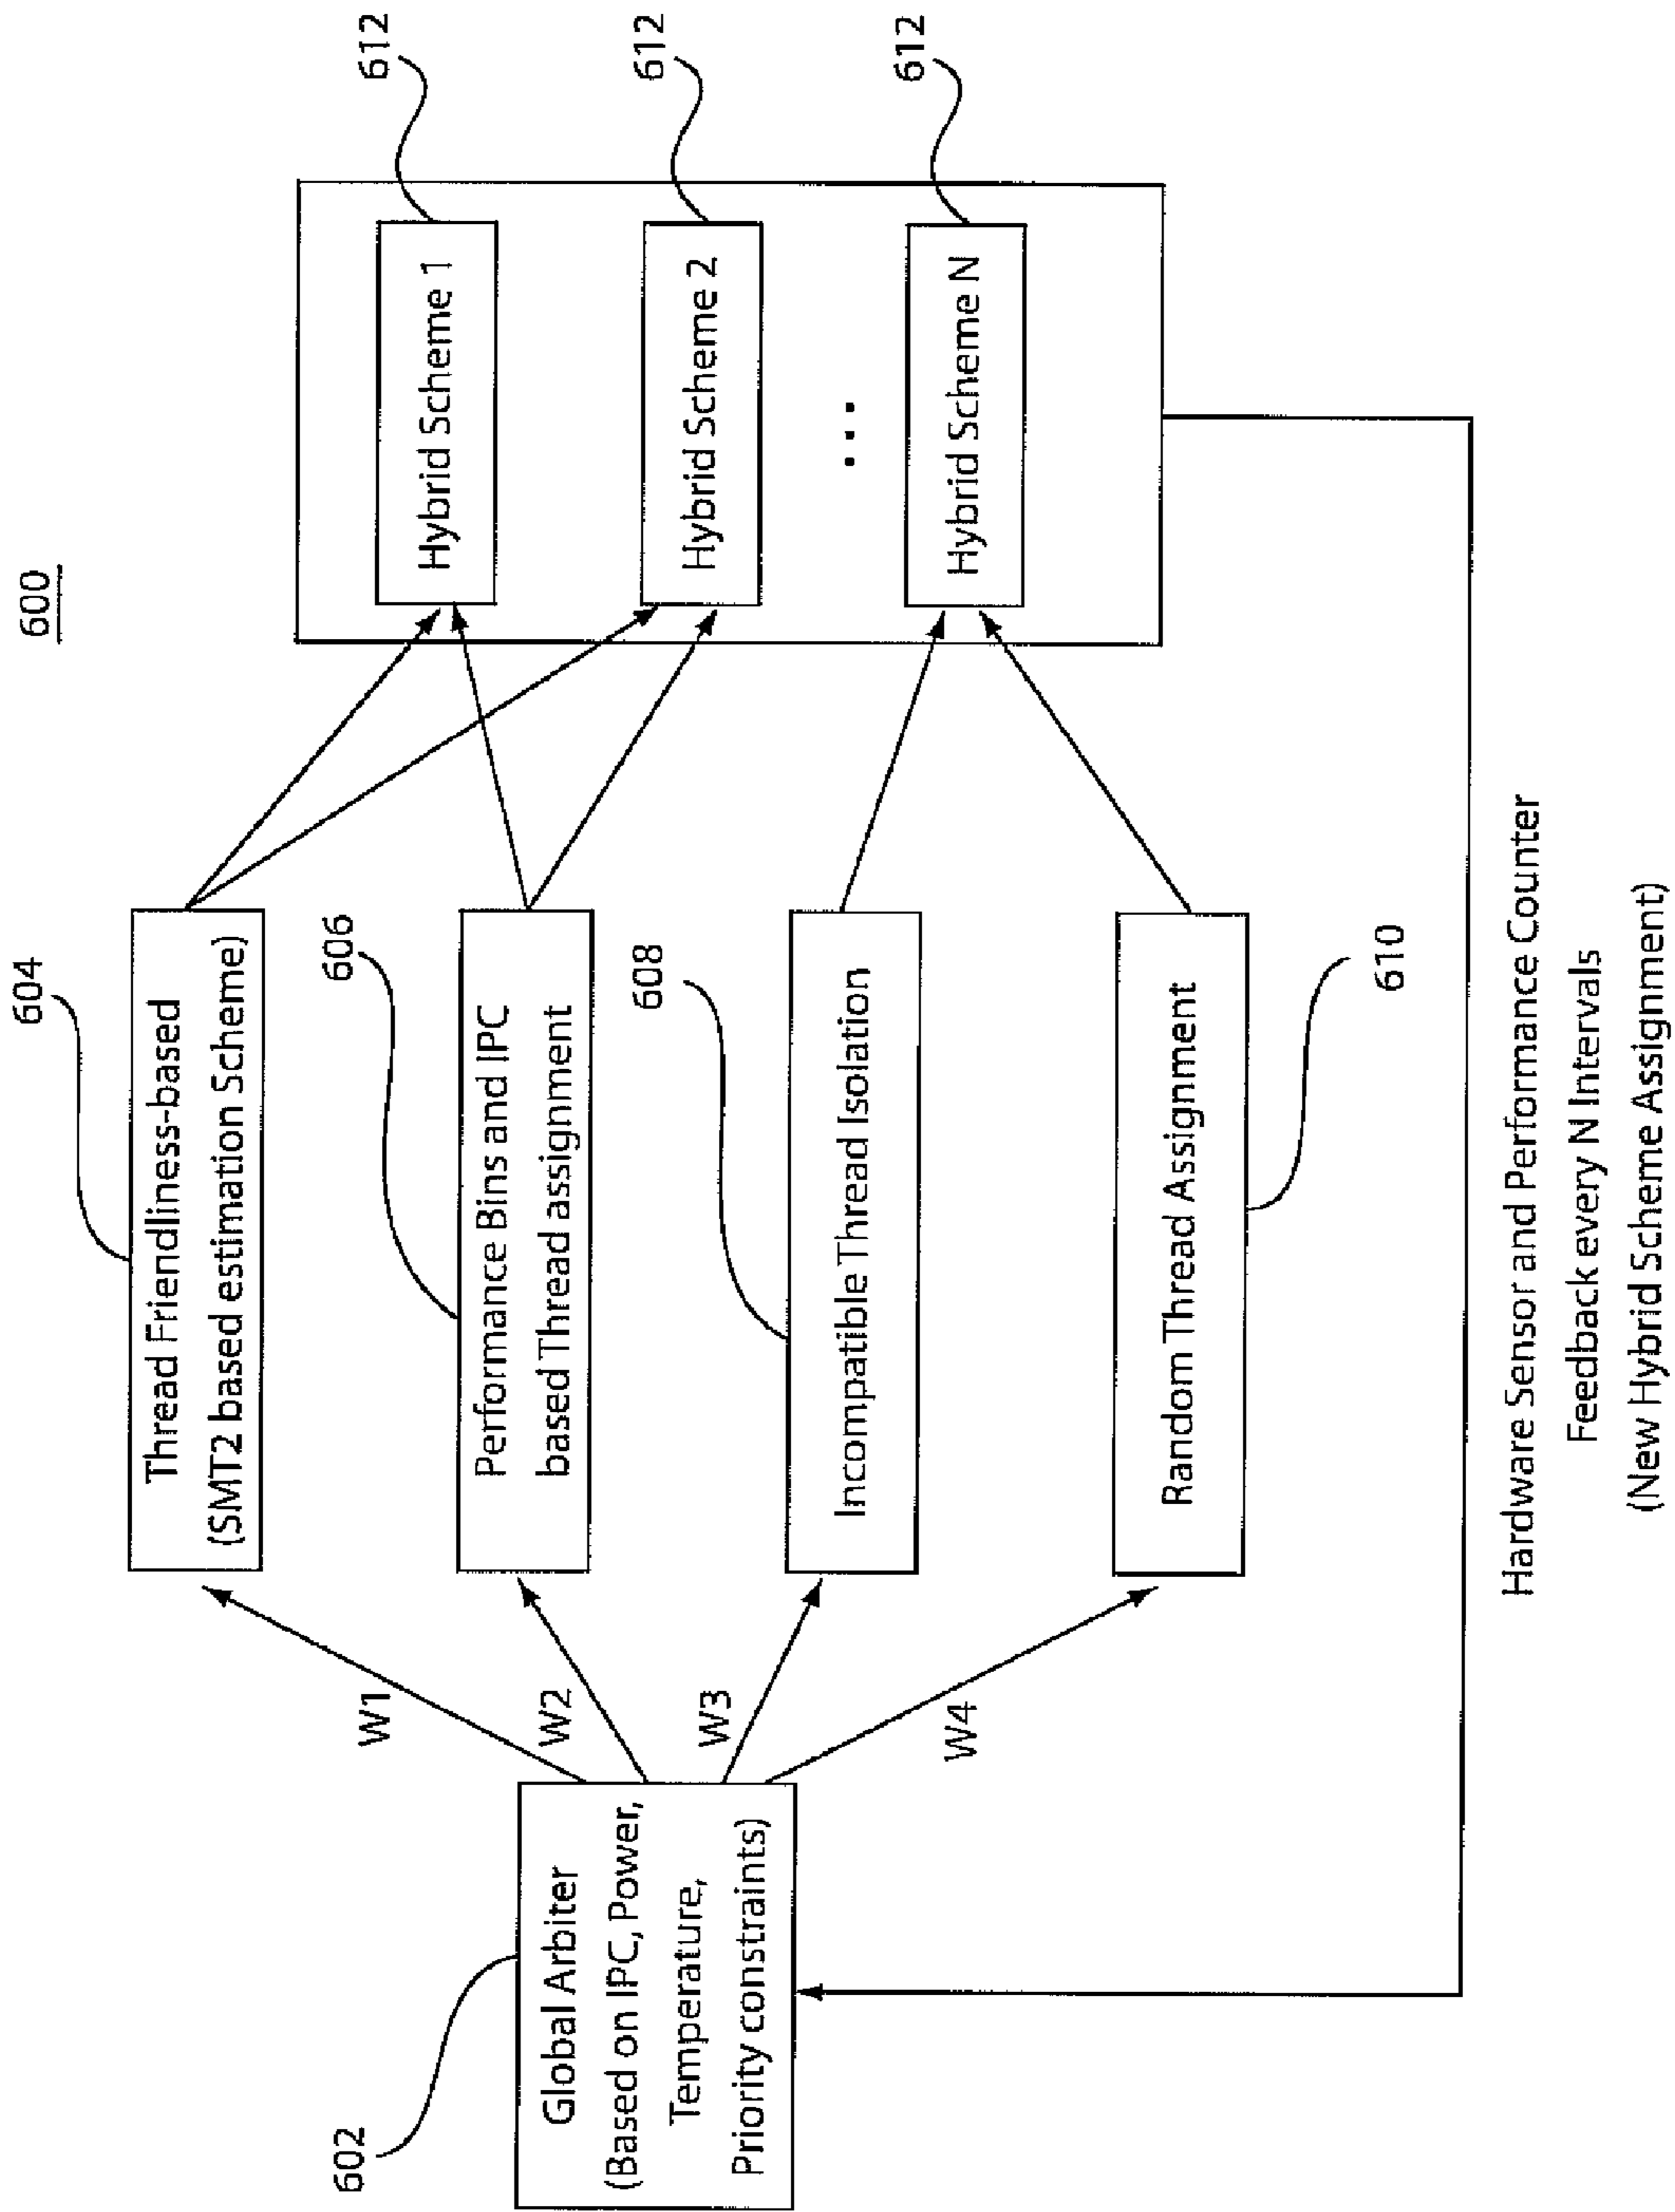 600
602
Global Arbiter
(Based on IPC, Power,
Temperature,
Priority constraints)
W1
W2
W3
W4
604
Thread Friendliness-based
(SMT2 based estimation Scheme)
606
Performance Bins and IPC
based Thread assignment
608
Incompatible Thread Isolation
610
Random Thread Assignment
612
Hybrid Scheme 1
612
Hybrid Scheme 2
...
612
Hybrid Scheme N
Hardware Sensor and Performance Counter
Feedback every N Intervals
(New Hybrid Scheme Assignment)